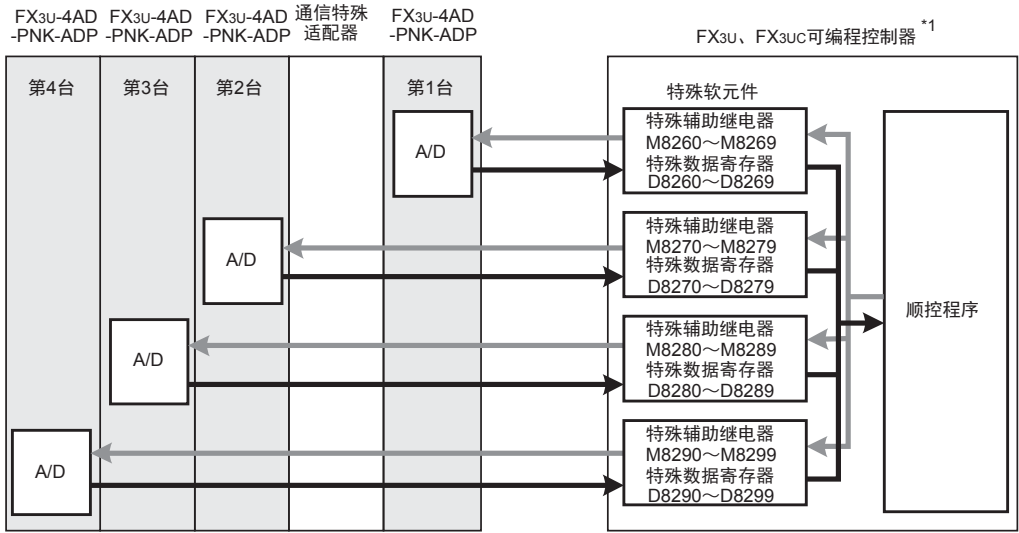 FX3U-4AD
-PNK-ADP
FX3U-4AD
-PNK-ADP
FX3U-4AD
-PNK-ADP
通信特殊
适配器
FX3U-4AD
-PNK-ADP
FX3U、FX3UC可编程控制器*1
第4台
第3台
第2台
第1台
特殊软元件
A/D
特殊辅助继电器
M8260～M8269
特殊数据寄存器
D8260～D8269
A/D
特殊辅助继电器
M8270～M8279
特殊数据寄存器
D8270～D8279
顺控程序
A/D
特殊辅助继电器
M8280～M8289
特殊数据寄存器
D8280～D8289
A/D
特殊辅助继电器
M8290～M8299
特殊数据寄存器
D8290～D8299